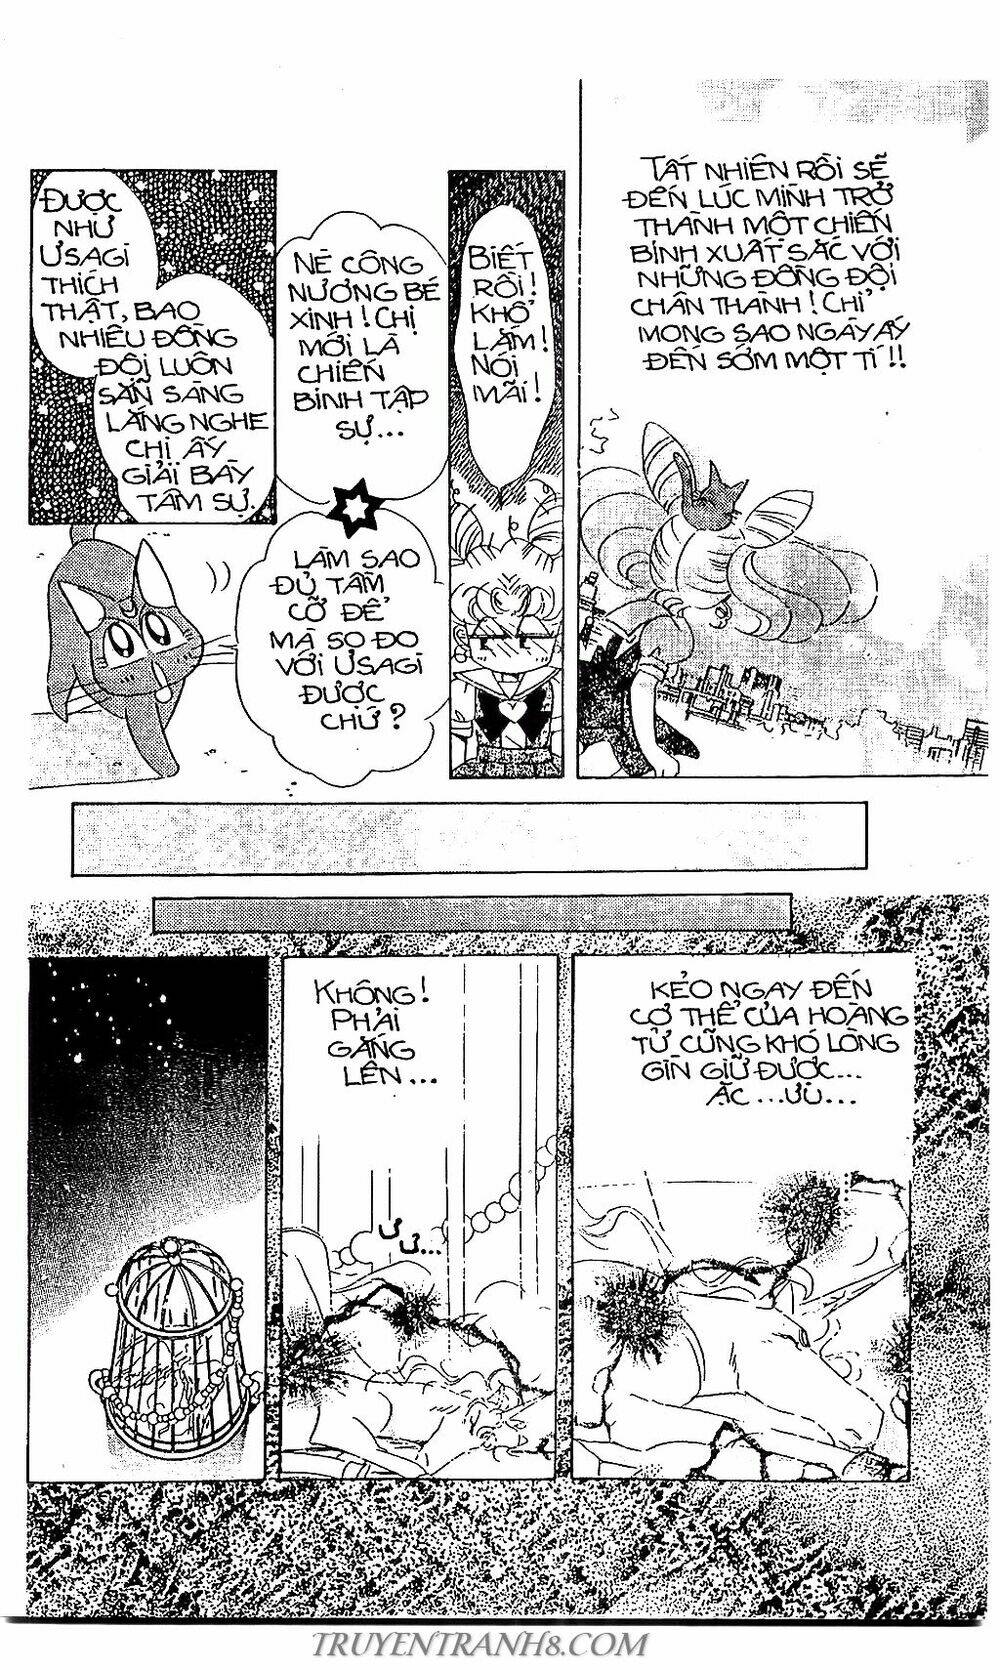 TẤT NHIÊN RỒI SẼ
ĐẾN LÚC MÌNH TRỞ
THÀNH MỘT CHIẾN
BINH XUẤT SẮC VỚI
NHỮNG ĐỒNG ĐỘI
CHÂN THÀNH! CHỈ
MONG SAO NGÀY ẤY
ĐẾN SỚM MỘT TÍ!!
BIẾT
RỒI!
KHỔ
LẮM!
NÓI
MÃI!
NÈ CÔNG
NƯƠNG BÉ
XINH! CHỊ
MỚI LÀ
CHIẾN
BINH TẬP
SỰ...
LÀM SAO
ĐỦ TẦM
CỠ ĐỂ
MÀ SO ĐO
VỚI ƯSAGI
ĐƯỢC
CHỨ?
ĐƯỢC
NHƯ
ƯSAGI
THÍCH
THẬT, BAO
NHIÊU ĐỒNG
ĐỘI LUÔN
SẴN SÀNG
LẮNG NGHE
CHỊ ẤY
GIẢI BÀY
TÂM SỰ.
KẺO NGAY ĐẾN
CƠ THỂ CỦA HOÀNG
TỬ CŨNG KHÓ LÒNG
GÌN GIỮ ĐƯỢC...
ẶC...ƯU...
KHÔNG!
PHẢI
GẮNG
LÊN...
Ư
Ư...
TRUYENTRANH8.COM